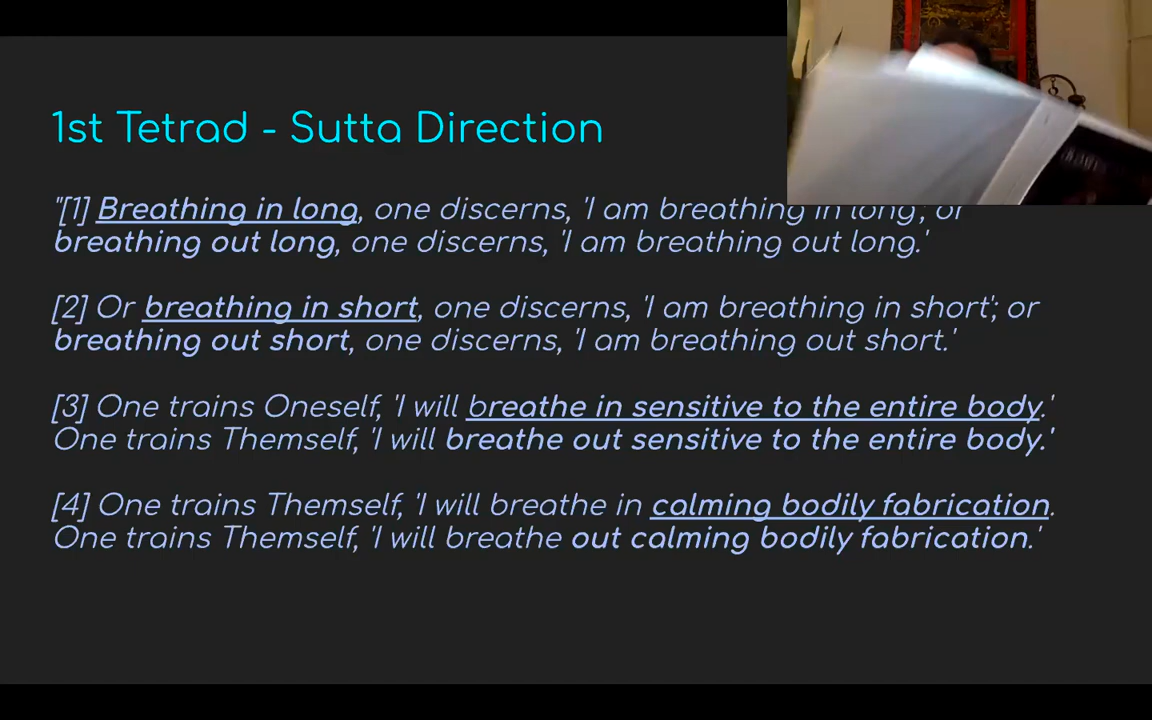 1st Tetrad - Sutta Direction
"[1] Breathing in long, one discerns, 'I am breathing in long'; or
breathing out long, one discerns, 'I am breathing out long.'
[2] Or breathing in short, one discerns, 'I am breathing in short'; or
breathing out short, one discerns, 'I am breathing out short.'
[3] One trains Oneself, 'I will breathe in sensitive to the entire body.'
One trains Themself, 'I will breathe out sensitive to the entire body.'
[4] One trains Themself, 'I will breathe in calming bodily fabrication.
One trains Themself, 'I will breathe out calming bodily fabrication.'